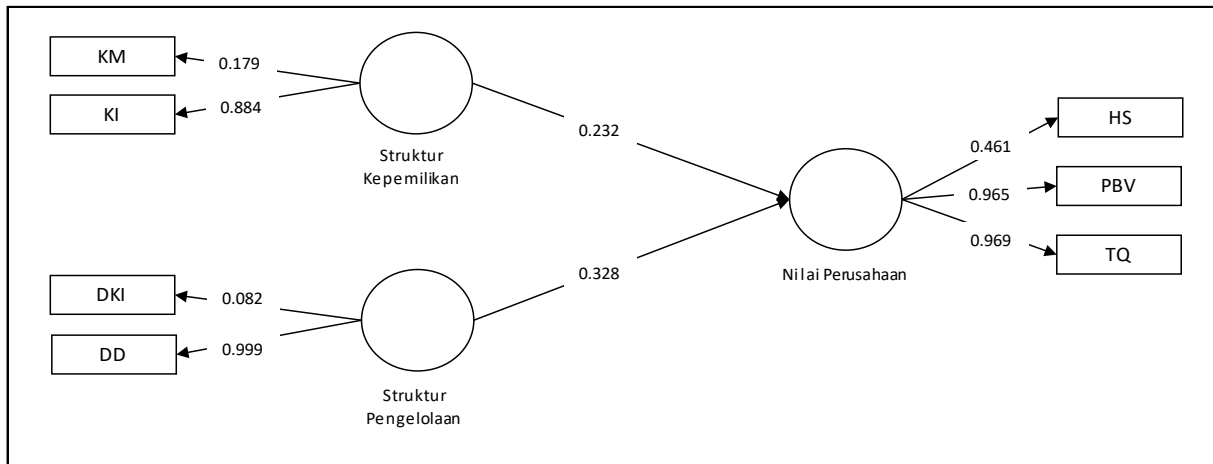 KM
0.179
KI
0.884
Struktur
Kepemilikan
0.232
HS
0.461
PBV
0.965
TQ
0.969
Nilai Perusahaan
DKI
0.082
DD
0.999
Struktur
Pengelolaan
0.328